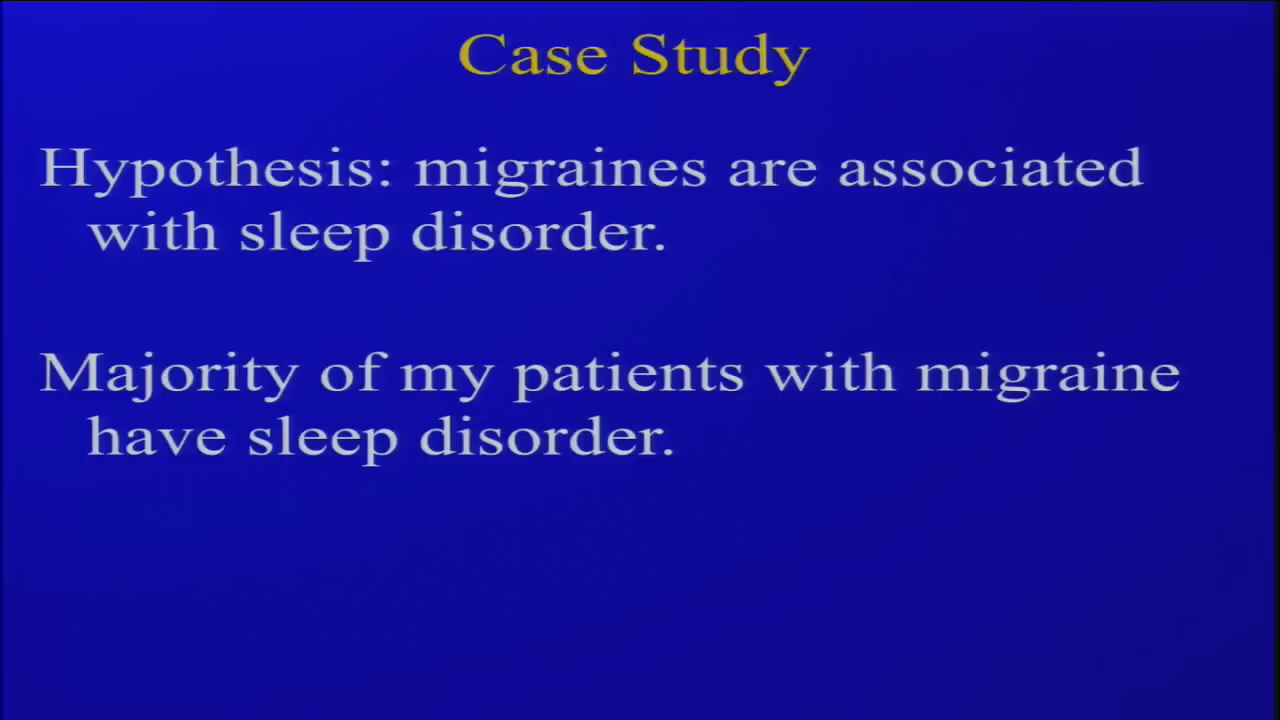 Case Study
Hypothesis: migraines are associated
with sleep disorder.
Majority of my patients with migraine
have sleep disorder.